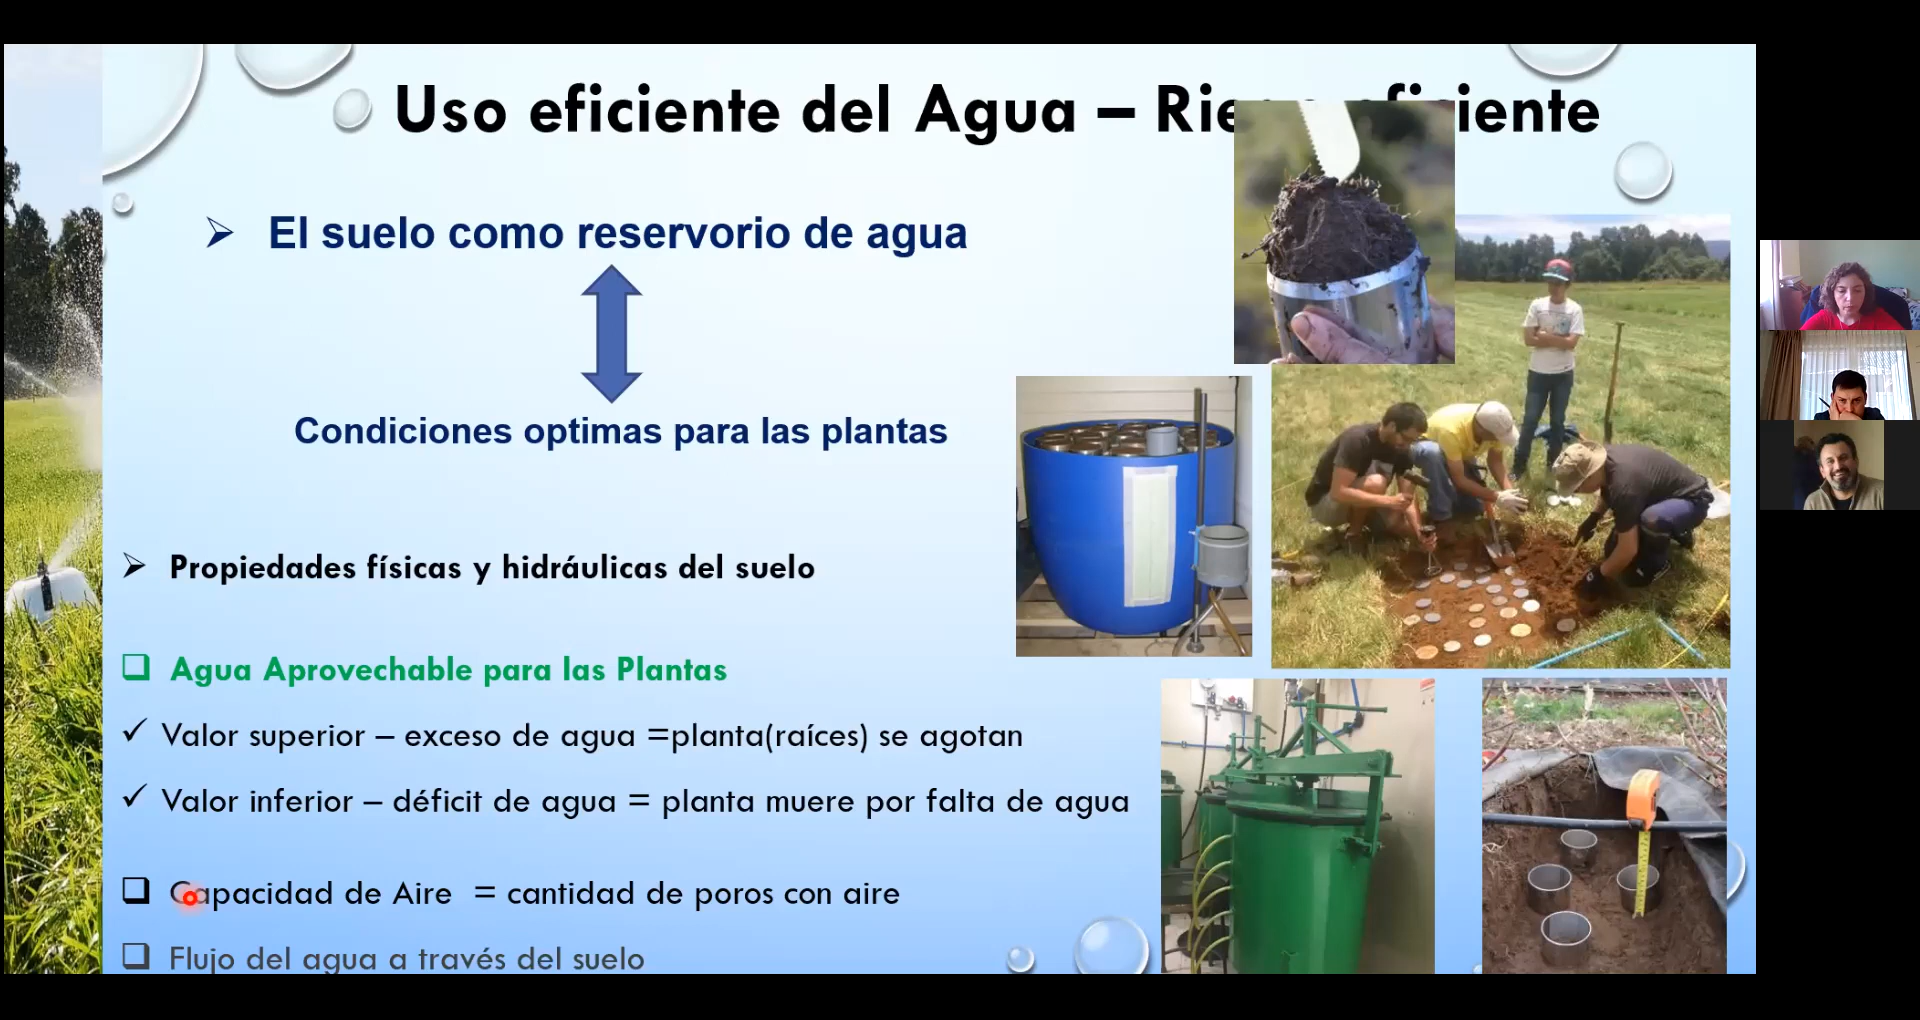 Uso eficiente del Agua – Rie iente
➢ El suelo como reservorio de agua
Condiciones optimas para las plantas
➢ Propiedades físicas y hidráulicas del suelo
❑ Agua Aprovechable para las Plantas
✓ Valor superior – exceso de agua =planta(raíces) se agotan
✓ Valor inferior – déficit de agua = planta muere por falta de agua
❑ Capacidad de Aire = cantidad de poros con aire
❑ Flujo del agua a través del suelo